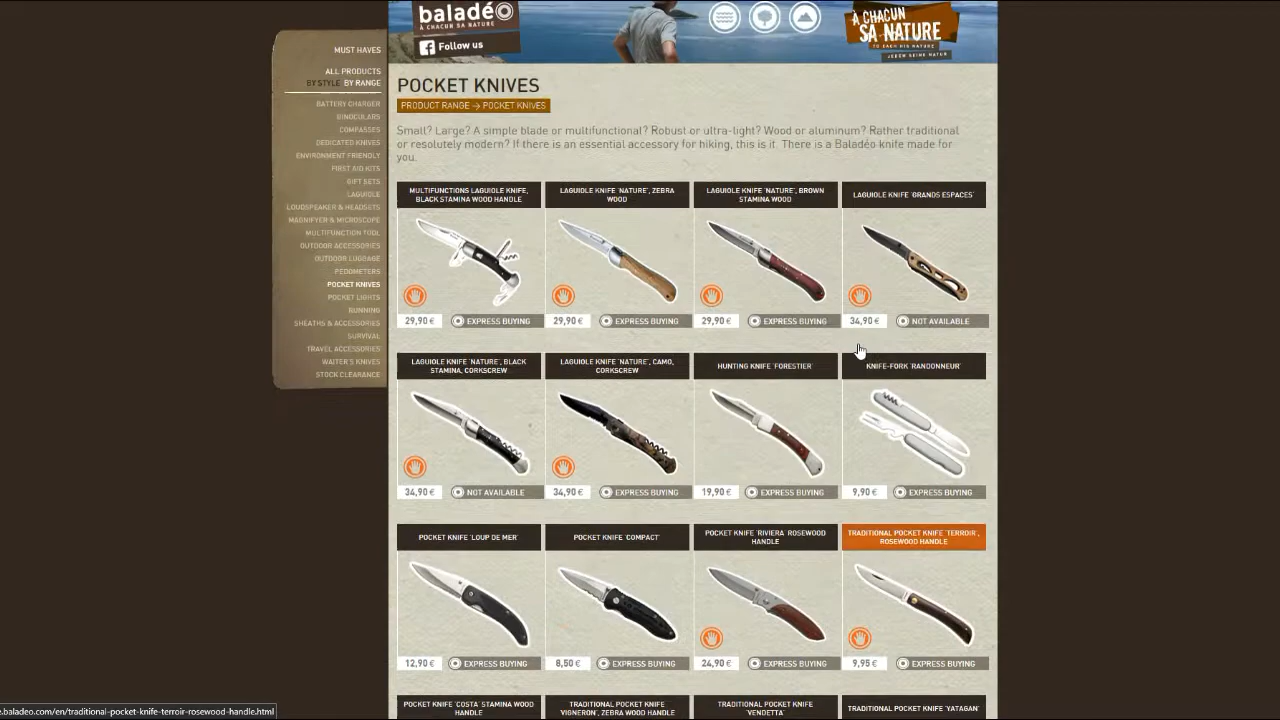 baladéo
À CHACUN SA NATURE
Follow us
À CHACUN
SA NATURE
TO EACH HIS NATURE
JEDEM SEINE NATUR
MUST HAVES
ALL PRODUCTS
BY STYLE BY RANGE
BATTERY CHARGER
BINOCULARS
COMPASSES
DEDICATED KNIVES
ENVIRONMENT FRIENDLY
FIRST AID KITS
GIFT SETS
LAGUIOLE
LOUDSPEAKER & HEADSETS
MAGNIFYER & MICROSCOPE
MULTIFUNCTION TOOL
OUTDOOR ACCESSORIES
OUTDOOR LUGGAGE
PEDOMETERS
POCKET KNIVES
POCKET LIGHTS
RUNNING
SHEATHS & ACCESSORIES
SURVIVAL
TRAVEL ACCESSORIES
WAITER'S KNIVES
STOCK CLEARANCE
POCKET KNIVES
PRODUCT RANGE → POCKET KNIVES
Small? Large? A simple blade or multifunctional? Robust or ultra-light? Wood or aluminum? Rather traditional
or resolutely modern? If there is an essential accessory for hiking, this is it. There is a Baladéo knife made for
you.
MULTIFUNCTIONS LAGUIOLE KNIFE,
BLACK STAMINA WOOD HANDLE
29,90 € EXPRESS BUYING
LAGUIOLE KNIFE 'NATURE', ZEBRA
WOOD
29,90 € EXPRESS BUYING
LAGUIOLE KNIFE 'NATURE', BROWN
STAMINA WOOD
29,90 € EXPRESS BUYING
LAGUIOLE KNIFE 'GRANDS ESPACES'
34,90 € NOT AVAILABLE
LAGUIOLE KNIFE 'NATURE', BLACK
STAMINA, CORKSCREW
34,90 € NOT AVAILABLE
LAGUIOLE KNIFE 'NATURE', CAMO,
CORKSCREW
34,90 € EXPRESS BUYING
HUNTING KNIFE 'FORESTIER'
19,90 € EXPRESS BUYING
KNIFE-FORK 'RANDONNEUR'
9,90 € EXPRESS BUYING
POCKET KNIFE 'LOUP DE MER'
12,90 € EXPRESS BUYING
POCKET KNIFE 'COMPACT'
8,50 € EXPRESS BUYING
POCKET KNIFE 'RIVIERA' ROSEWOOD
HANDLE
24,90 € EXPRESS BUYING
TRADITIONAL POCKET KNIFE 'TERROIR',
ROSEWOOD HANDLE
9,95 € EXPRESS BUYING
POCKET KNIFE 'COSTA' STAMINA WOOD
HANDLE
TRADITIONAL POCKET KNIFE
'VIGNERON', ZEBRA WOOD HANDLE
TRADITIONAL POCKET KNIFE
'VENDETTA'
TRADITIONAL POCKET KNIFE 'YATAGAN'
.baladeo.com/en/traditional-pocket-knife-terroir-rosewood-handle.html